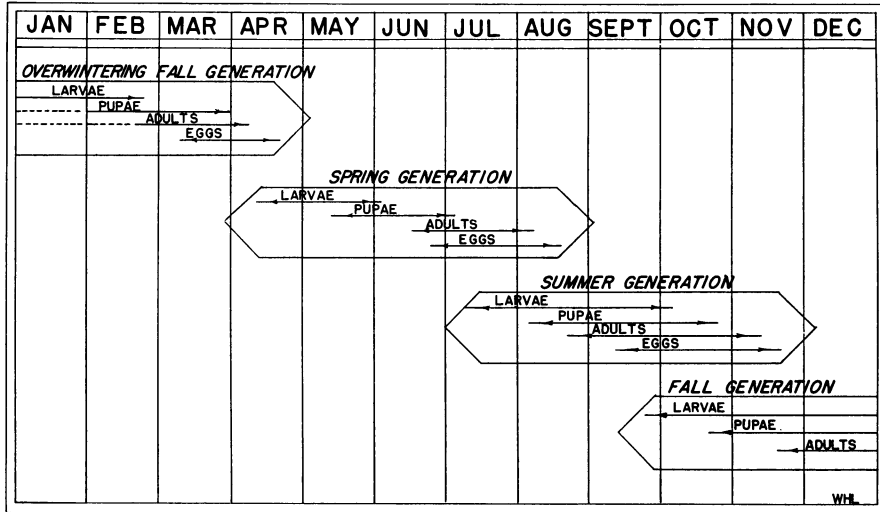 JAN FEB MAR APR MAY JUN JUL AUG SEPT OCT NOV DEC
OVERWINTERING FALL GENERATION
LARVAE
PUPAE
ADULTS
EGGS
SPRING GENERATION
LARVAE
PUPAE
ADULTS
EGGS
SUMMER GENERATION
LARVAE
PUPAE
ADULTS
EGGS
FALL GENERATION
LARVAE
PUPAE
ADULTS
WHL